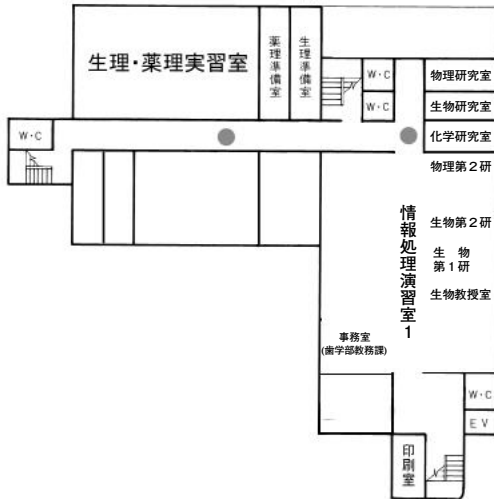 生理・薬理実習室
薬理準備室
生理準備室
W・C
W・C
物理研究室
生物研究室
化学研究室
W・C
物理第2研
情報処理演習室1
生物第2研
生物
第1研
生物教授室
事務室
(歯学部教務課)
W・C
EV
印刷室